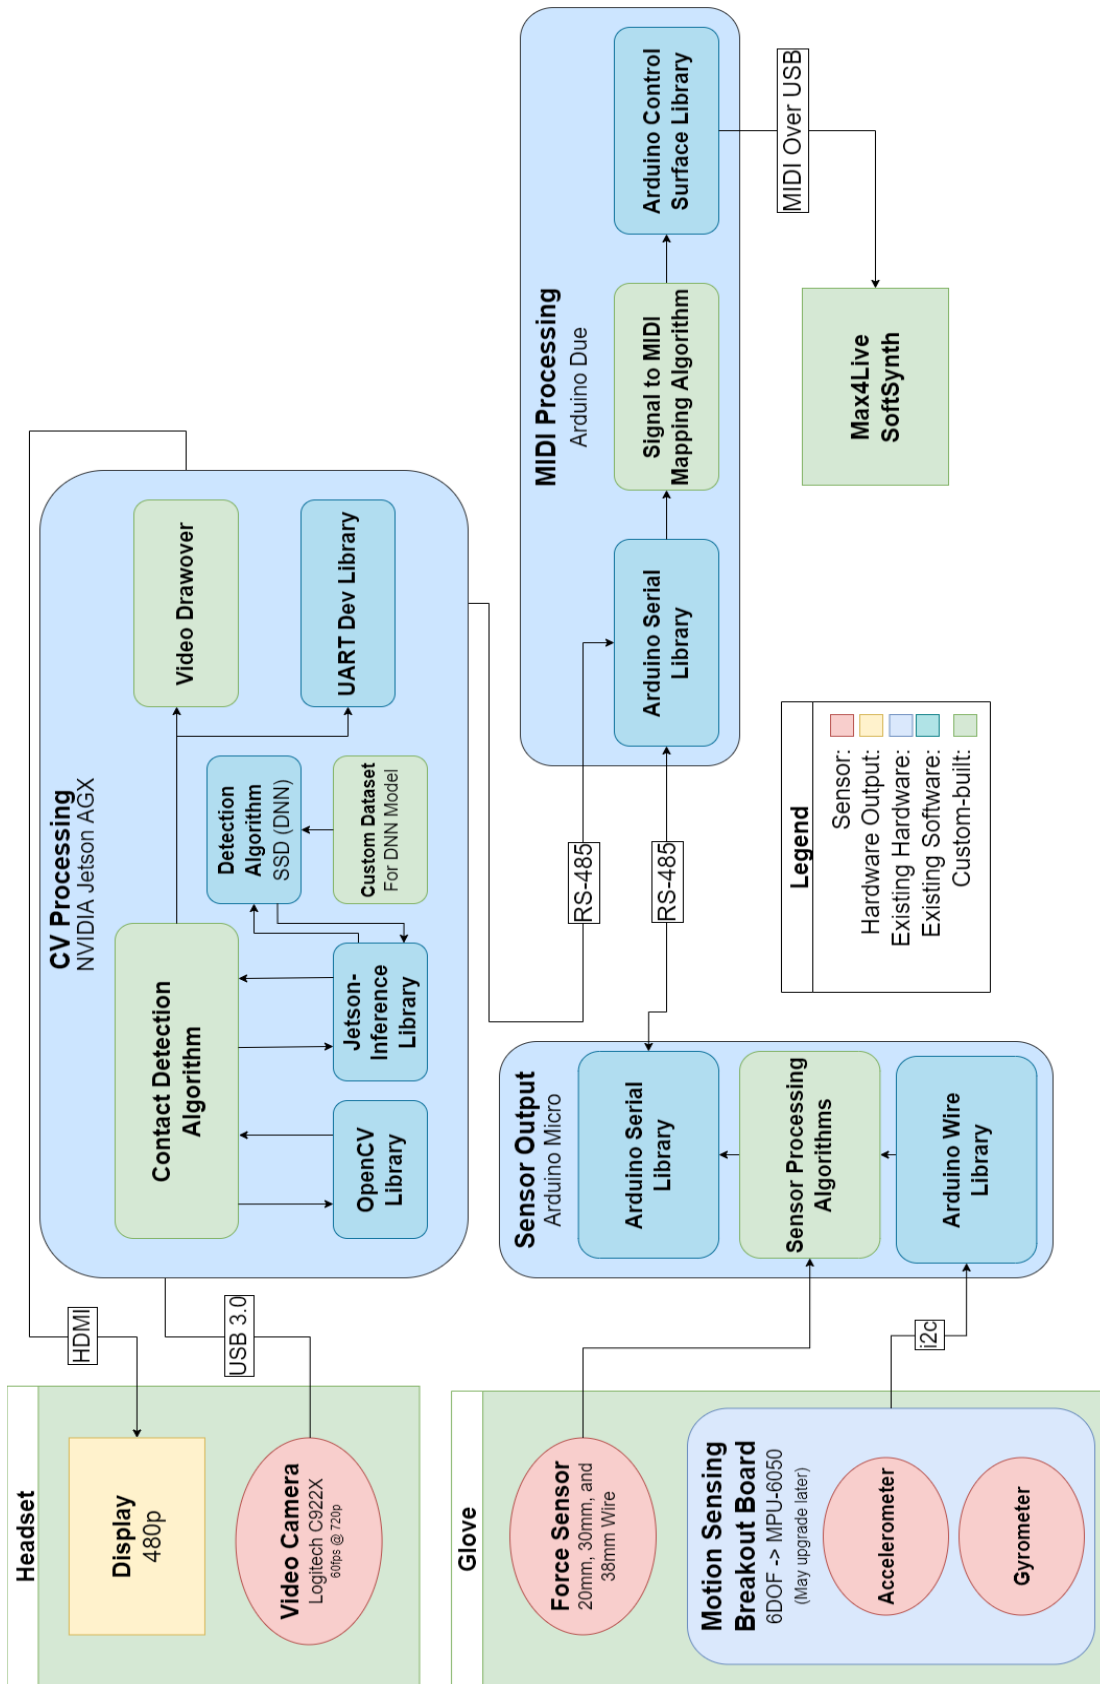 Headset
Display
480p
Video Camera
Logitech C922X
60fps @ 720p
HDMI
USB 3.0
CV Processing
NVIDIA Jetson AGX
Contact Detection
Algorithm
OpenCV
Library
Jetson-
Inference
Library
Detection
Algorithm
SSD (DNN)
Custom Dataset
For DNN Model
Video Drawover
UART Dev Library
Glove
Force Sensor
20mm, 30mm, and
38mm Wire
Motion Sensing
Breakout Board
6DOF -> MPU-6050
(May upgrade later)
Accelerometer
Gyrometer
i2c
Sensor Output
Arduino Micro
Arduino Serial
Library
Sensor Processing
Algorithms
Arduino Wire
Library
RS-485
RS-485
MIDI Processing
Arduino Due
Arduino Serial
Library
Signal to MIDI
Mapping Algorithm
Arduino Control
Surface Library
MIDI Over USB
Max4Live
SoftSynth
Legend
Sensor:
Hardware Output:
Existing Hardware:
Existing Software:
Custom-built: